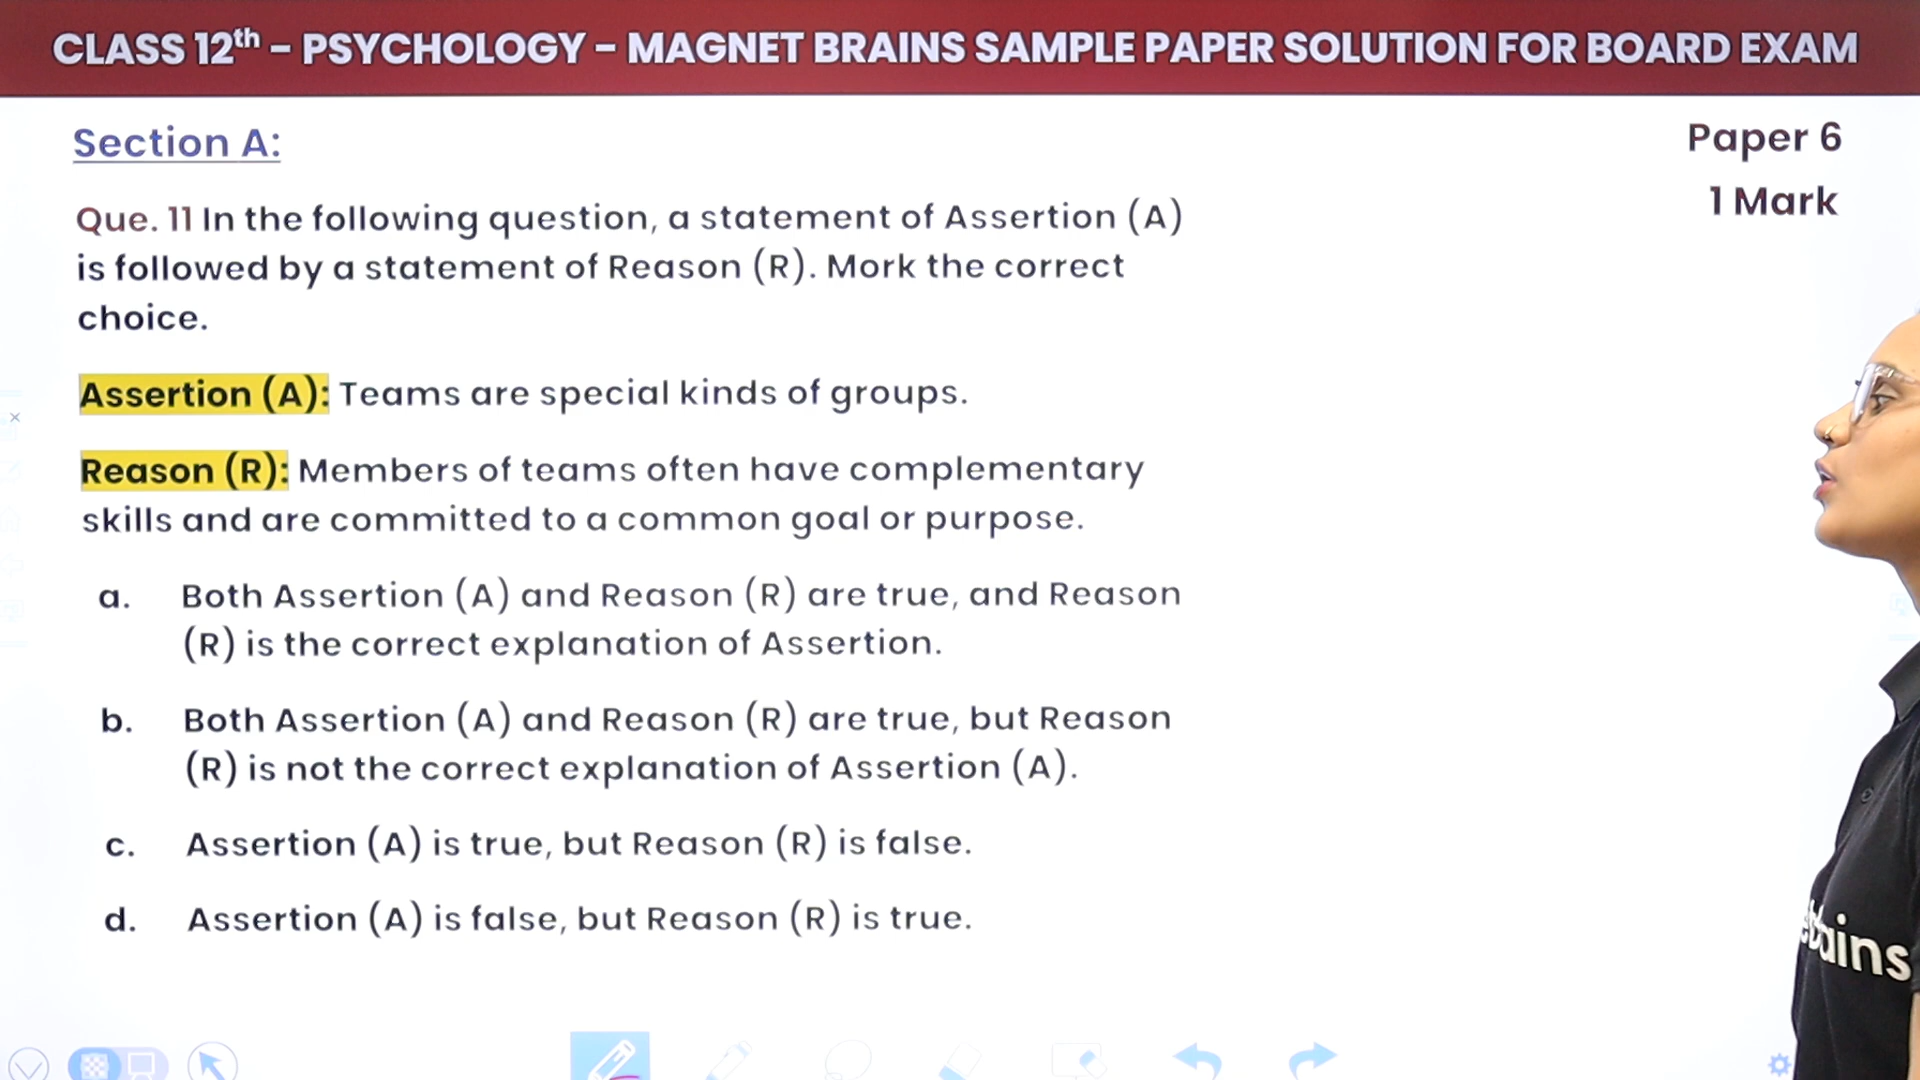 CLASS 12th – PSYCHOLOGY – MAGNET BRAINS SAMPLE PAPER SOLUTION FOR BOARD EXAM
Section A:
Paper 6
1 Mark
Que. 11 In the following question, a statement of Assertion (A)
is followed by a statement of Reason (R). Mork the correct
choice.
Assertion (A): Teams are special kinds of groups.
Reason (R): Members of teams often have complementary
skills and are committed to a common goal or purpose.
a. Both Assertion (A) and Reason (R) are true, and Reason
(R) is the correct explanation of Assertion.
b. Both Assertion (A) and Reason (R) are true, but Reason
(R) is not the correct explanation of Assertion (A).
c. Assertion (A) is true, but Reason (R) is false.
d. Assertion (A) is false, but Reason (R) is true.